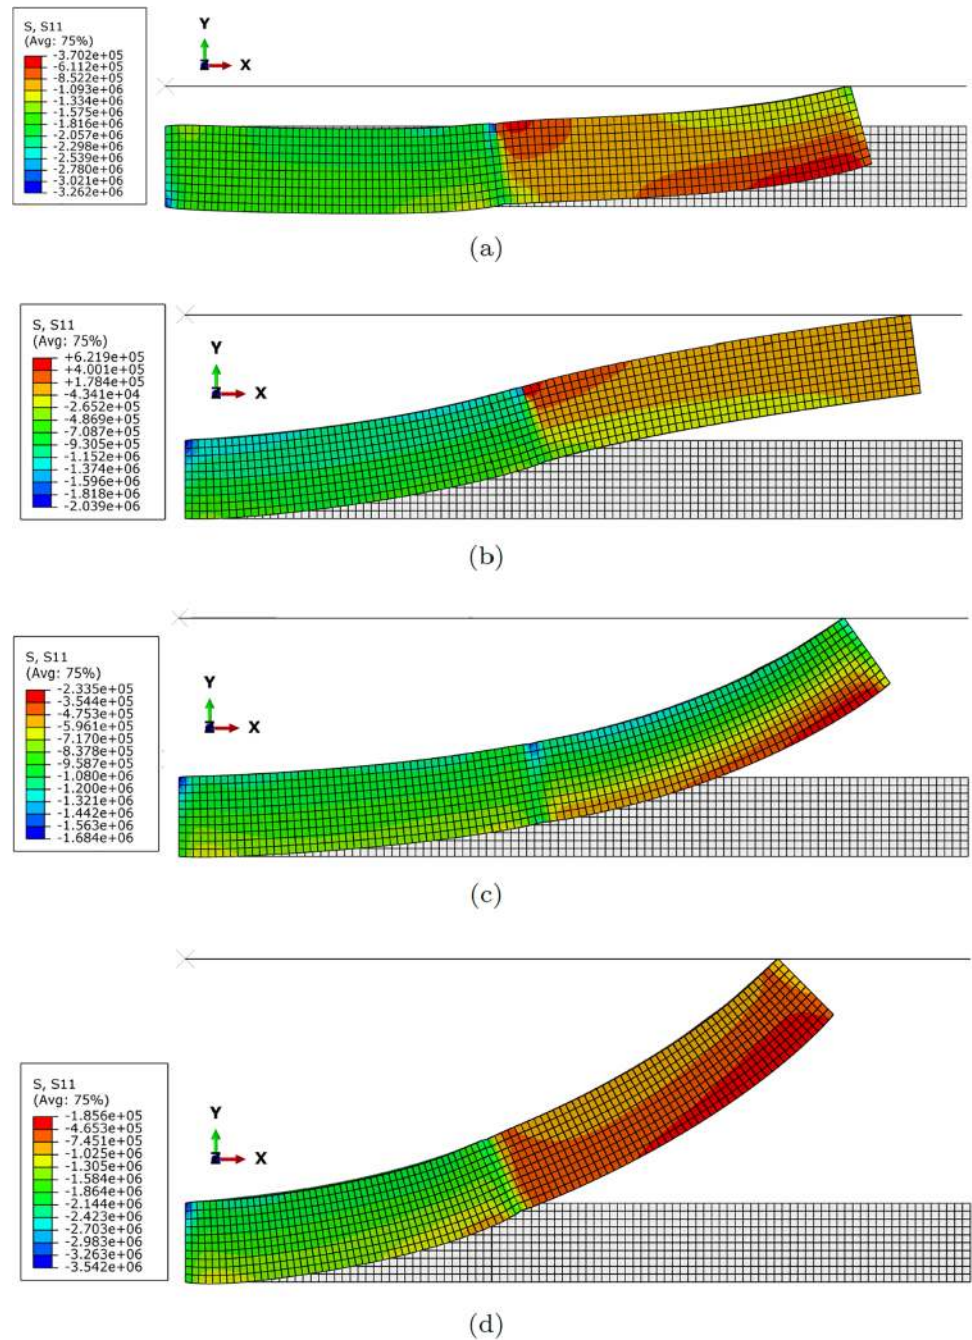 S, S11
(Avg: 75%)
-3.702e+05
-6.112e+05
-8.522e+05
-1.093e+06
-1.334e+06
-1.575e+06
-1.816e+06
-2.057e+06
-2.298e+06
-2.539e+06
-2.780e+06
-3.021e+06
-3.262e+06
Y
Z X
(a)
S, S11
(Avg: 75%)
+6.219e+05
+4.001e+05
+1.784e+05
-4.341e+04
-2.652e+05
-4.869e+05
-7.087e+05
-9.305e+05
-1.152e+06
-1.374e+06
-1.596e+06
-1.818e+06
-2.039e+06
Y
Z X
(b)
S, S11
(Avg: 75%)
-2.335e+05
-3.544e+05
-4.753e+05
-5.961e+05
-7.170e+05
-8.378e+05
-9.587e+05
-1.080e+06
-1.200e+06
-1.321e+06
-1.442e+06
-1.563e+06
-1.684e+06
Y
Z X
(c)
S, S11
(Avg: 75%)
-1.856e+05
-4.653e+05
-7.451e+05
-1.025e+06
-1.305e+06
-1.584e+06
-1.864e+06
-2.144e+06
-2.423e+06
-2.703e+06
-2.983e+06
-3.263e+06
-3.542e+06
Y
Z X
(d)